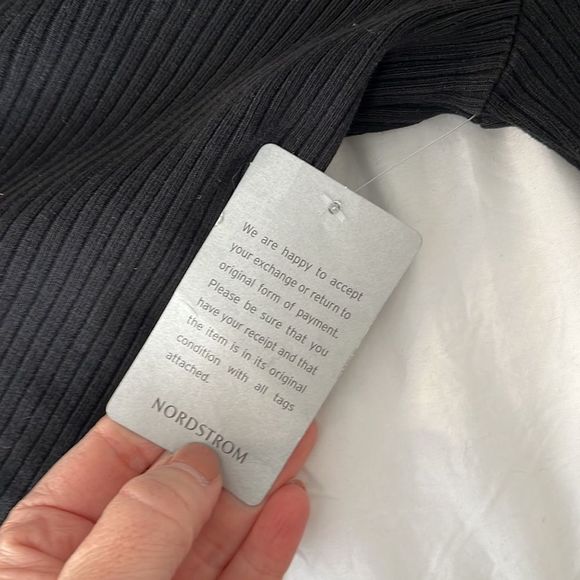 We are happy to accept
your exchange or return to
original form of payment.
Please be sure that you
have your receipt and that
the item is in its original
condition with all tags
attached.
NORDSTROM